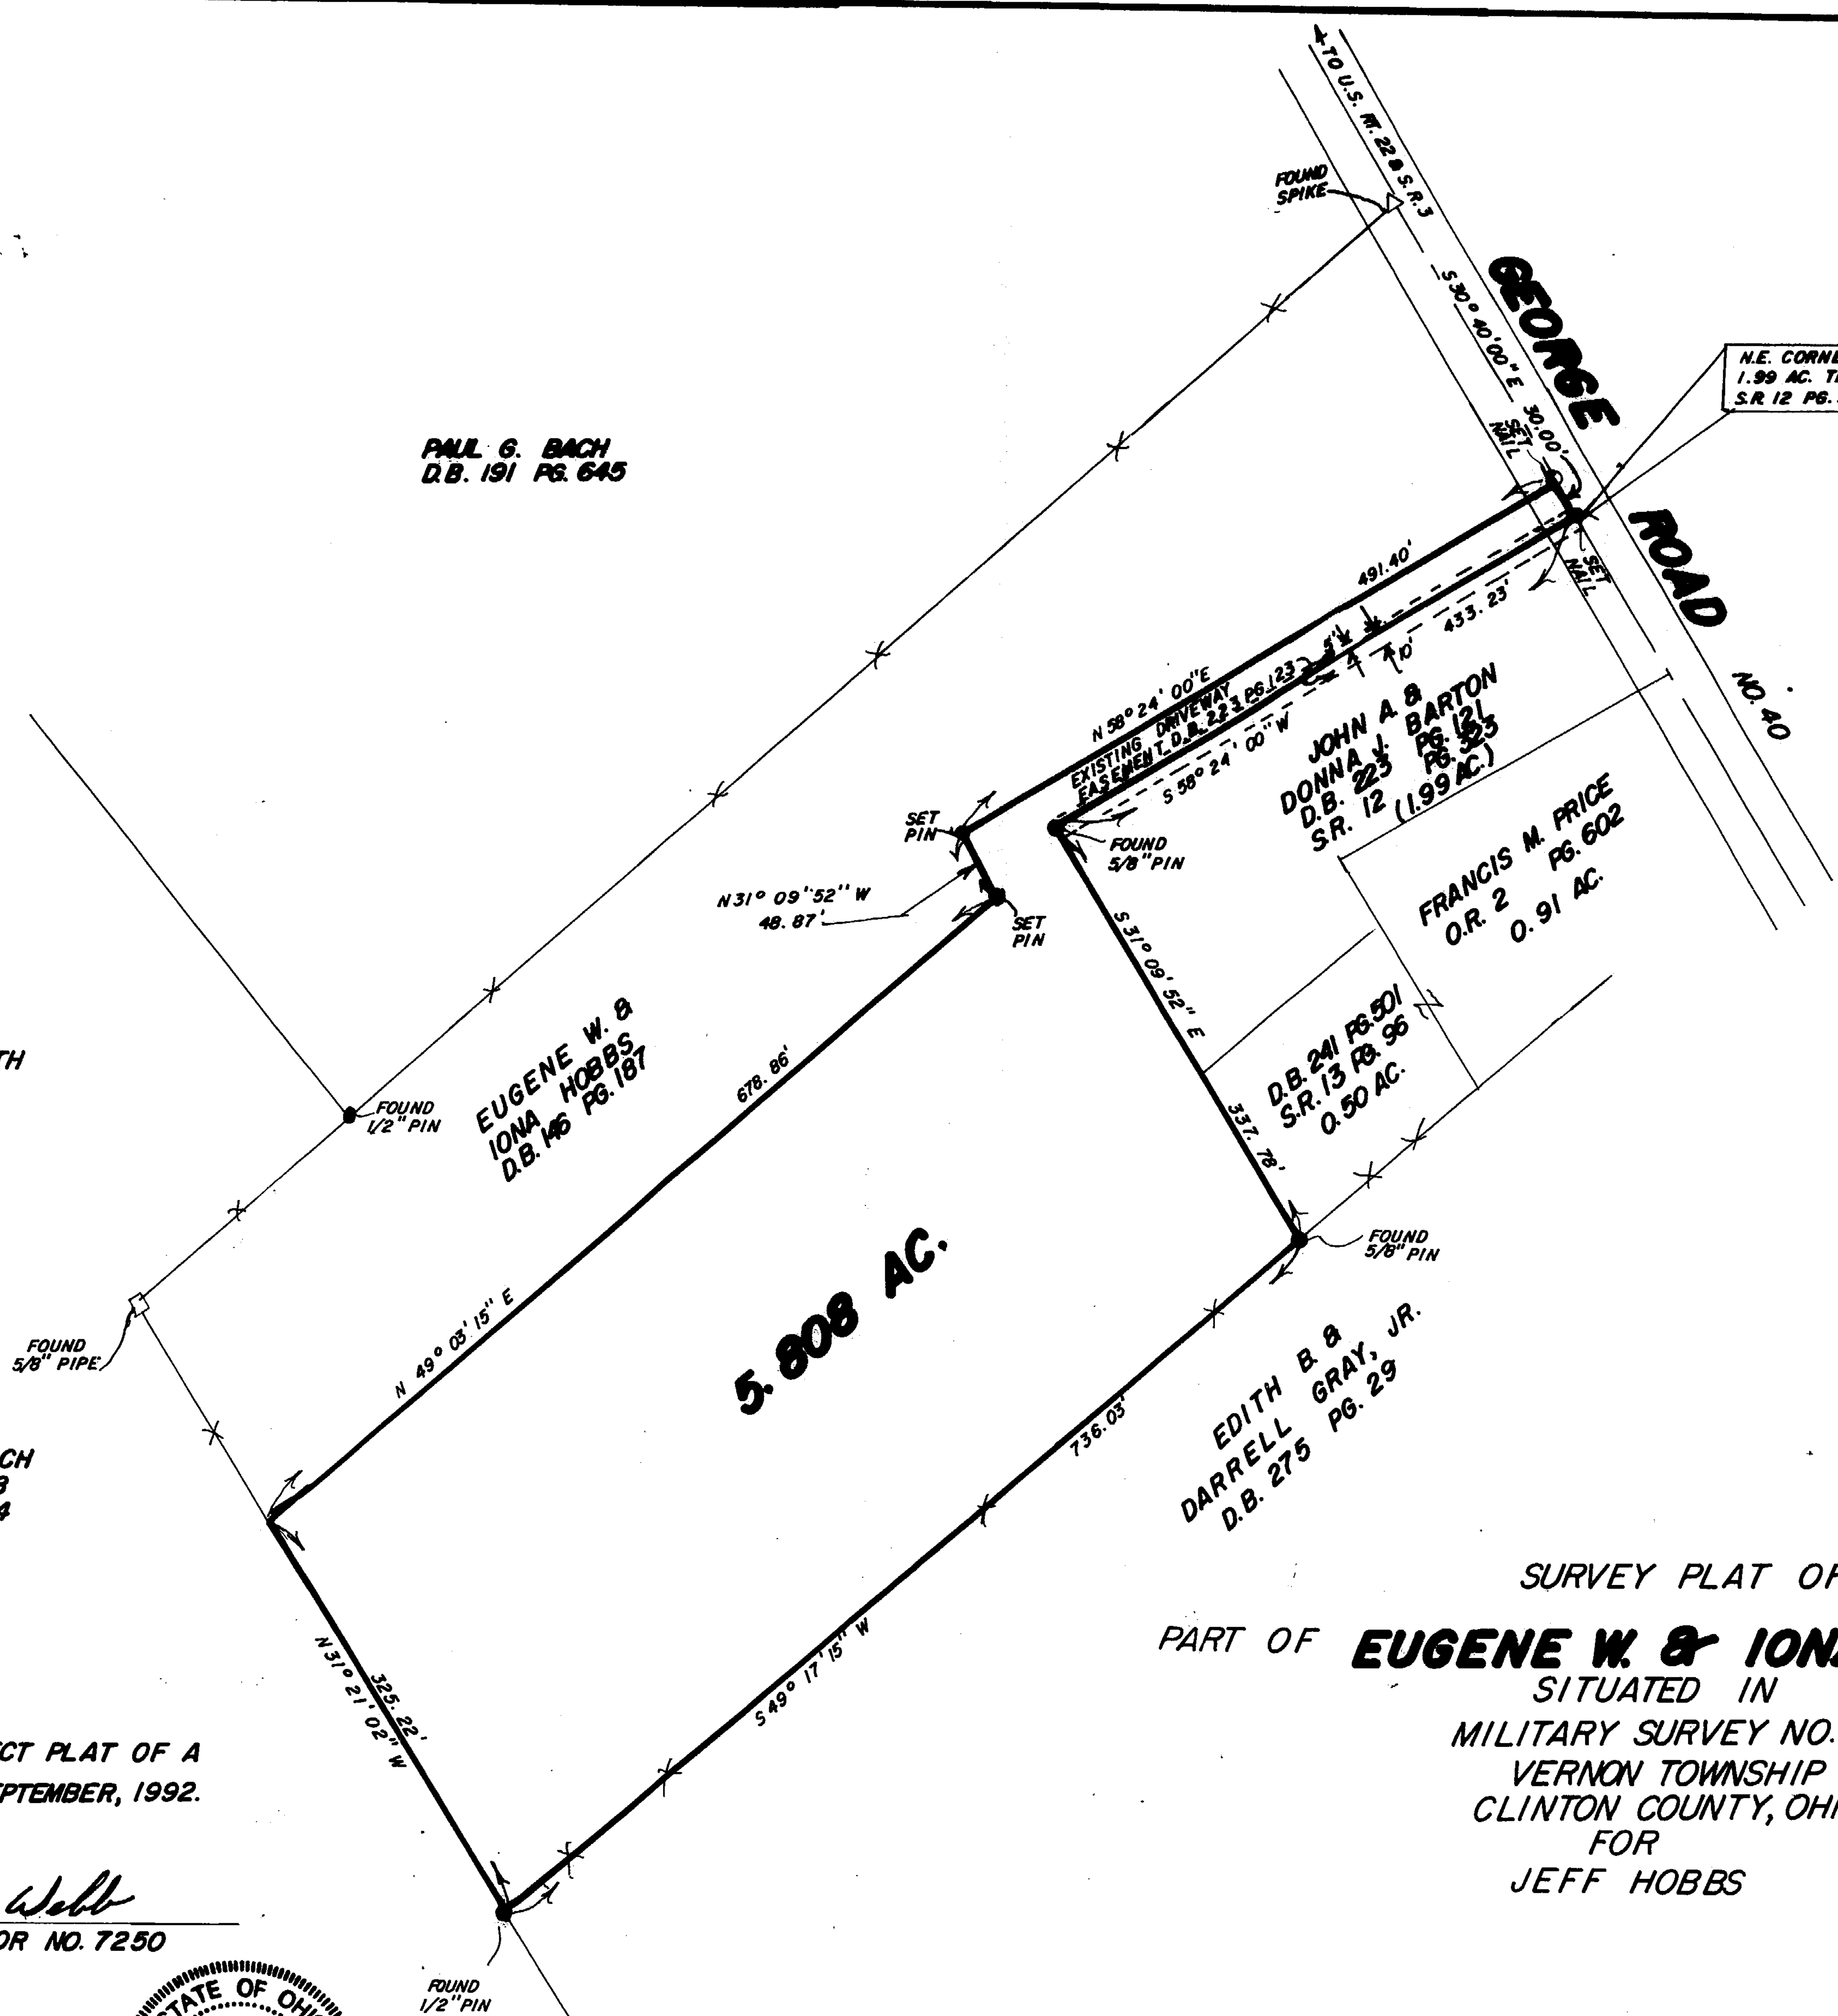 TO U.S. RT. 22 & S.R. 3
FOUND
SPIKE
S 30° 40' 00" E 30.00'
GEORGE
ROAD
NO. 40
SET
NAIL
N.E. CORNE
1.99 AC. T
S.R. 12 PG.
SET
NAIL
PAUL G. BACH
D.B. 191 PG. 645
491.40'
433.23'
5'
10'
N 58° 24' 00" E
EXISTING DRIVEWAY
EASEMENT D.B. 223 PG. 123
S 58° 24' 00" W
JOHN A. &
DONNA J. BARTON
D.B. 223 PG. 121
S.R. 12 PG. 323
(1.99 AC.)
FRANCIS M. PRICE
O.R. 2 PG. 602
0.91 AC.
SET
PIN
FOUND
5/8" PIN
N 31° 09' 52" W
48.87'
SET
PIN
S 31° 09' 52" E
337.78'
D.B. 241 PG. 501
S.R. 13 PG. 96
0.50 AC.
TH
EUGENE W. &
IONA HOBBS
D.B. 146 PG. 187
678.86'
FOUND
1/2" PIN
FOUND
5/8" PIN
FOUND
5/8" PIPE
N 49° 03' 15" E
5.808 AC.
736.03'
EDITH B. &
DARRELL GRAY, JR.
D.B. 275 PG. 29
CH
3
4
N 31° 21' 02" W
325.22'
S 49° 17' 15" W
SURVEY PLAT OF
PART OF EUGENE W. & ION
SITUATED IN
MILITARY SURVEY NO.
VERNON TOWNSHIP
CLINTON COUNTY, OHI
FOR
JEFF HOBBS
CT PLAT OF A
PTEMBER, 1992.
Webb
OR NO. 7250
STATE OF OHI
FOUND
1/2" PIN